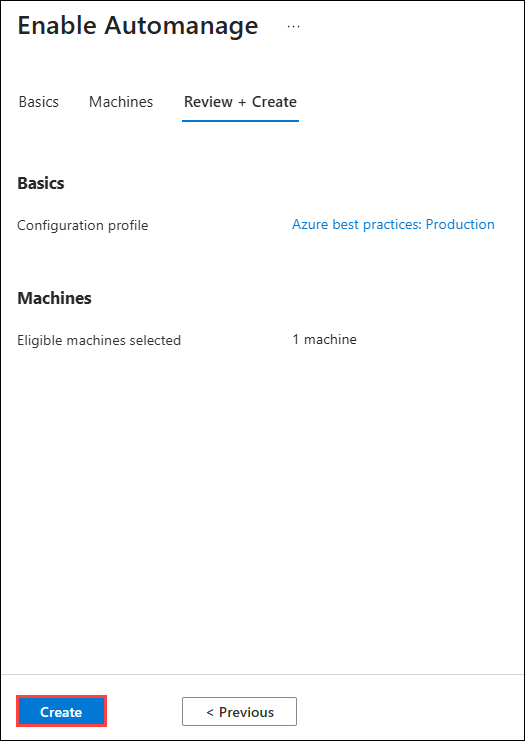 Enable Automanage ...
Basics Machines Review + Create
Basics
Configuration profile Azure best practices: Production
Machines
Eligible machines selected 1 machine
Create < Previous